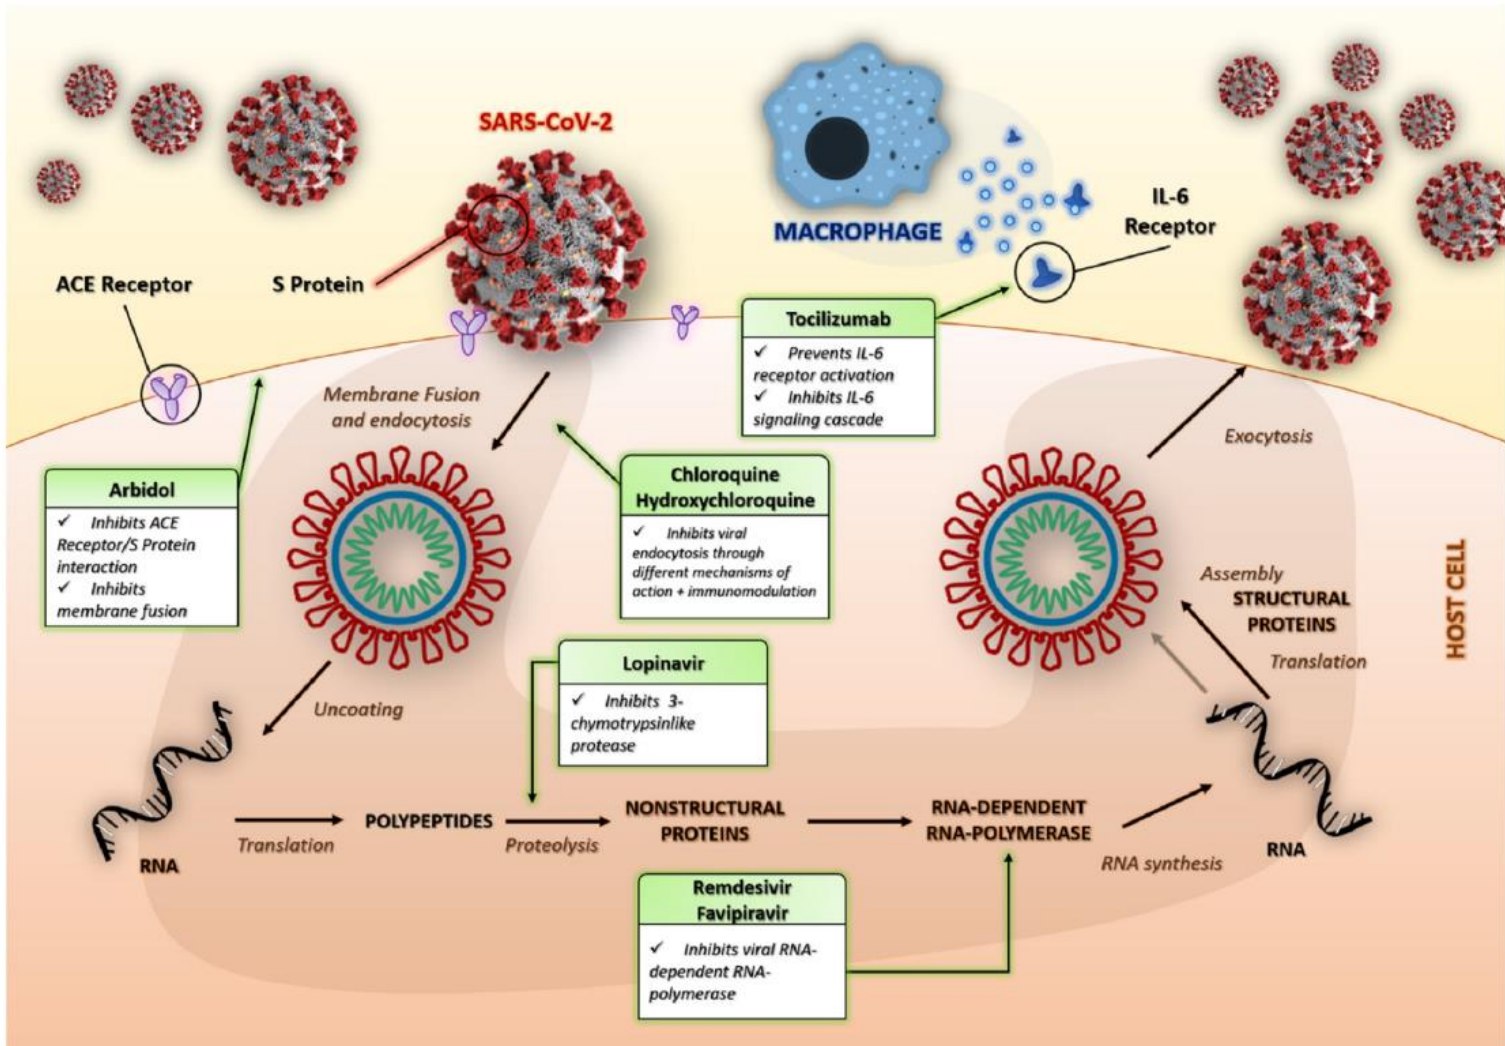 SARS-CoV-2
MACROPHAGE
IL-6
Receptor
ACE Receptor
S Protein
Tocilizumab
✓ Prevents IL-6
receptor activation
✓ Inhibits IL-6
signaling cascade
Membrane Fusion
and endocytosis
Exocytosis
Arbidol
✓ Inhibits ACE
Receptor/S Protein
interaction
✓ Inhibits
membrane fusion
Chloroquine
Hydroxychloroquine
✓ Inhibits viral
endocytosis through
different mechanisms of
action + immunomodulation
Assembly
STRUCTURAL
PROTEINS
Translation
HOST CELL
Lopinavir
✓ Inhibits 3-
chymotrypsinlike
protease
Uncoating
RNA
Translation
POLYPEPTIDES
Proteolysis
NONSTRUCTURAL
PROTEINS
RNA-DEPENDENT
RNA-POLYMERASE
RNA synthesis
RNA
Remdesivir
Favipiravir
✓ Inhibits viral RNA-
dependent RNA-
polymerase